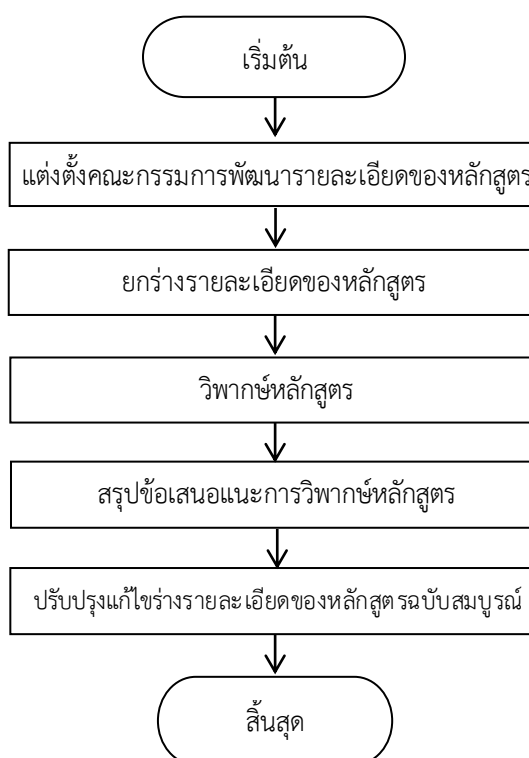 เริ่มต้น
แต่งตั้งคณะกรรมการพัฒนารายละเอียดของหลักสูตร
ยกร่างรายละเอียดของหลักสูตร
วิพากษ์หลักสูตร
สรุปข้อเสนอแนะการวิพากษ์หลักสูตร
ปรับปรุงแก้ไขร่างรายละเอียดของหลักสูตรฉบับสมบูรณ์
สิ้นสุด